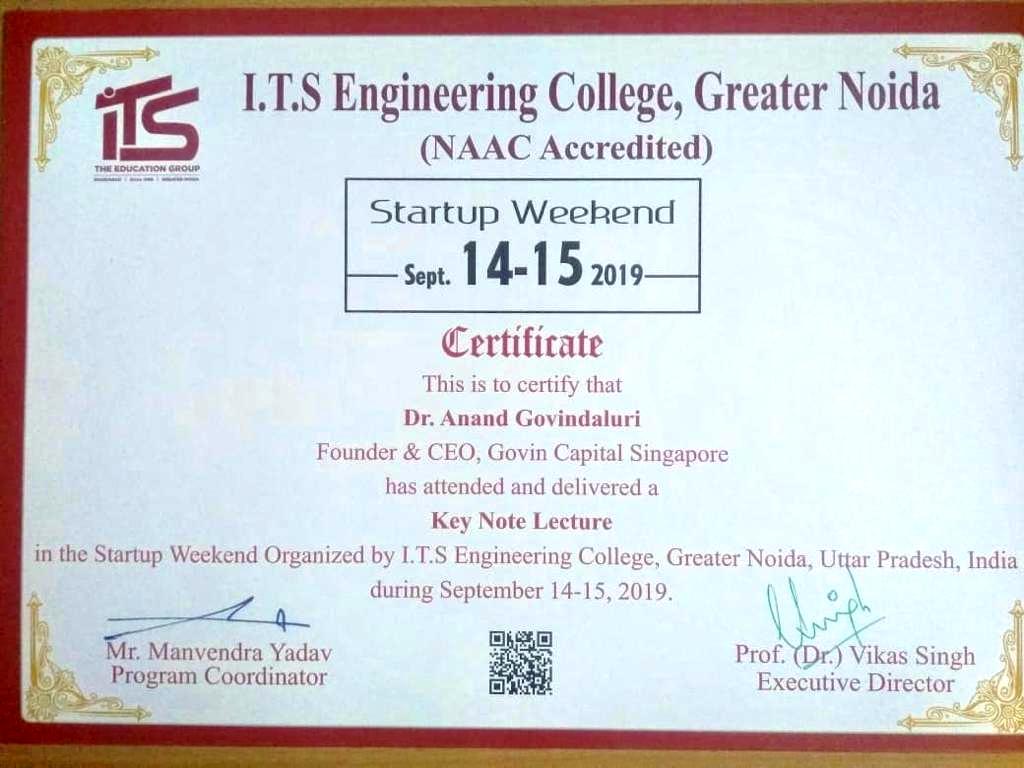 iTS
THE EDUCATION GROUP
I.T.S Engineering College, Greater Noida
(NAAC Accredited)
Startup Weekend
Sept. 14-15 2019
Certificate
This is to certify that
Dr. Anand Govindaluri
Founder & CEO, Govin Capital Singapore
has attended and delivered a
Key Note Lecture
in the Startup Weekend Organized by I.T.S Engineering College, Greater Noida, Uttar Pradesh, India
during September 14-15, 2019.
Mr. Manvendra Yadav
Program Coordinator
Prof. (Dr.) Vikas Singh
Executive Director